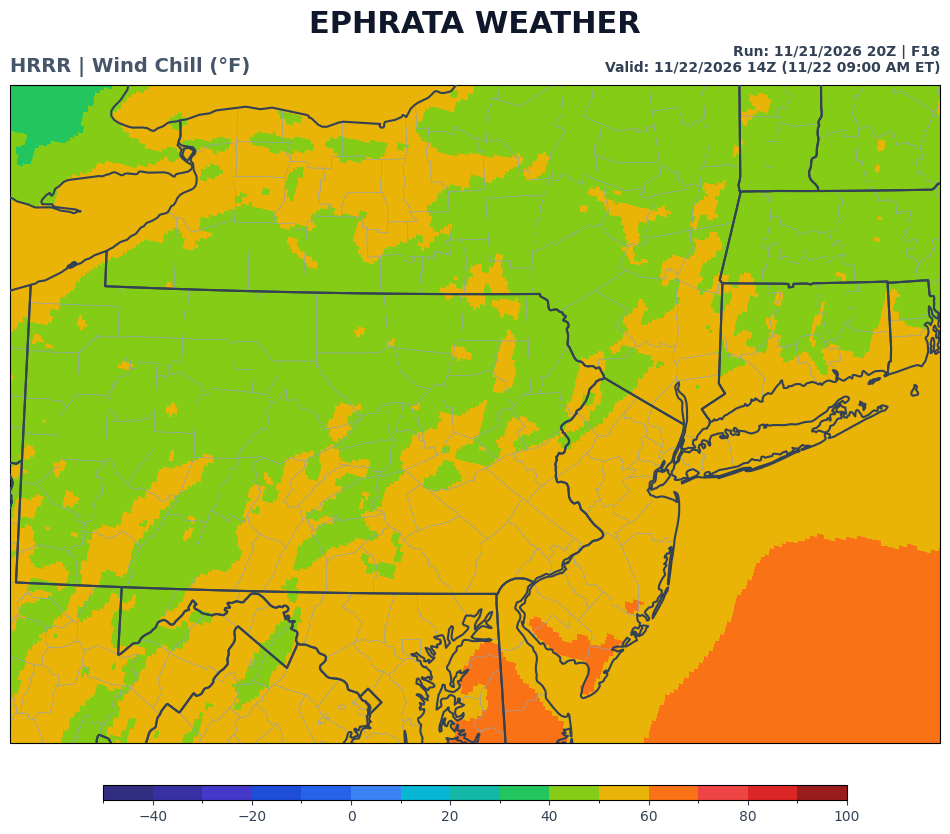 EPHRATA WEATHER
HRRR | Wind Chill (°F)
Run: 11/21/2026 20Z | F18
Valid: 11/22/2026 14Z (11/22 09:00 AM ET)
−40 −20 0 20 40 60 80 100